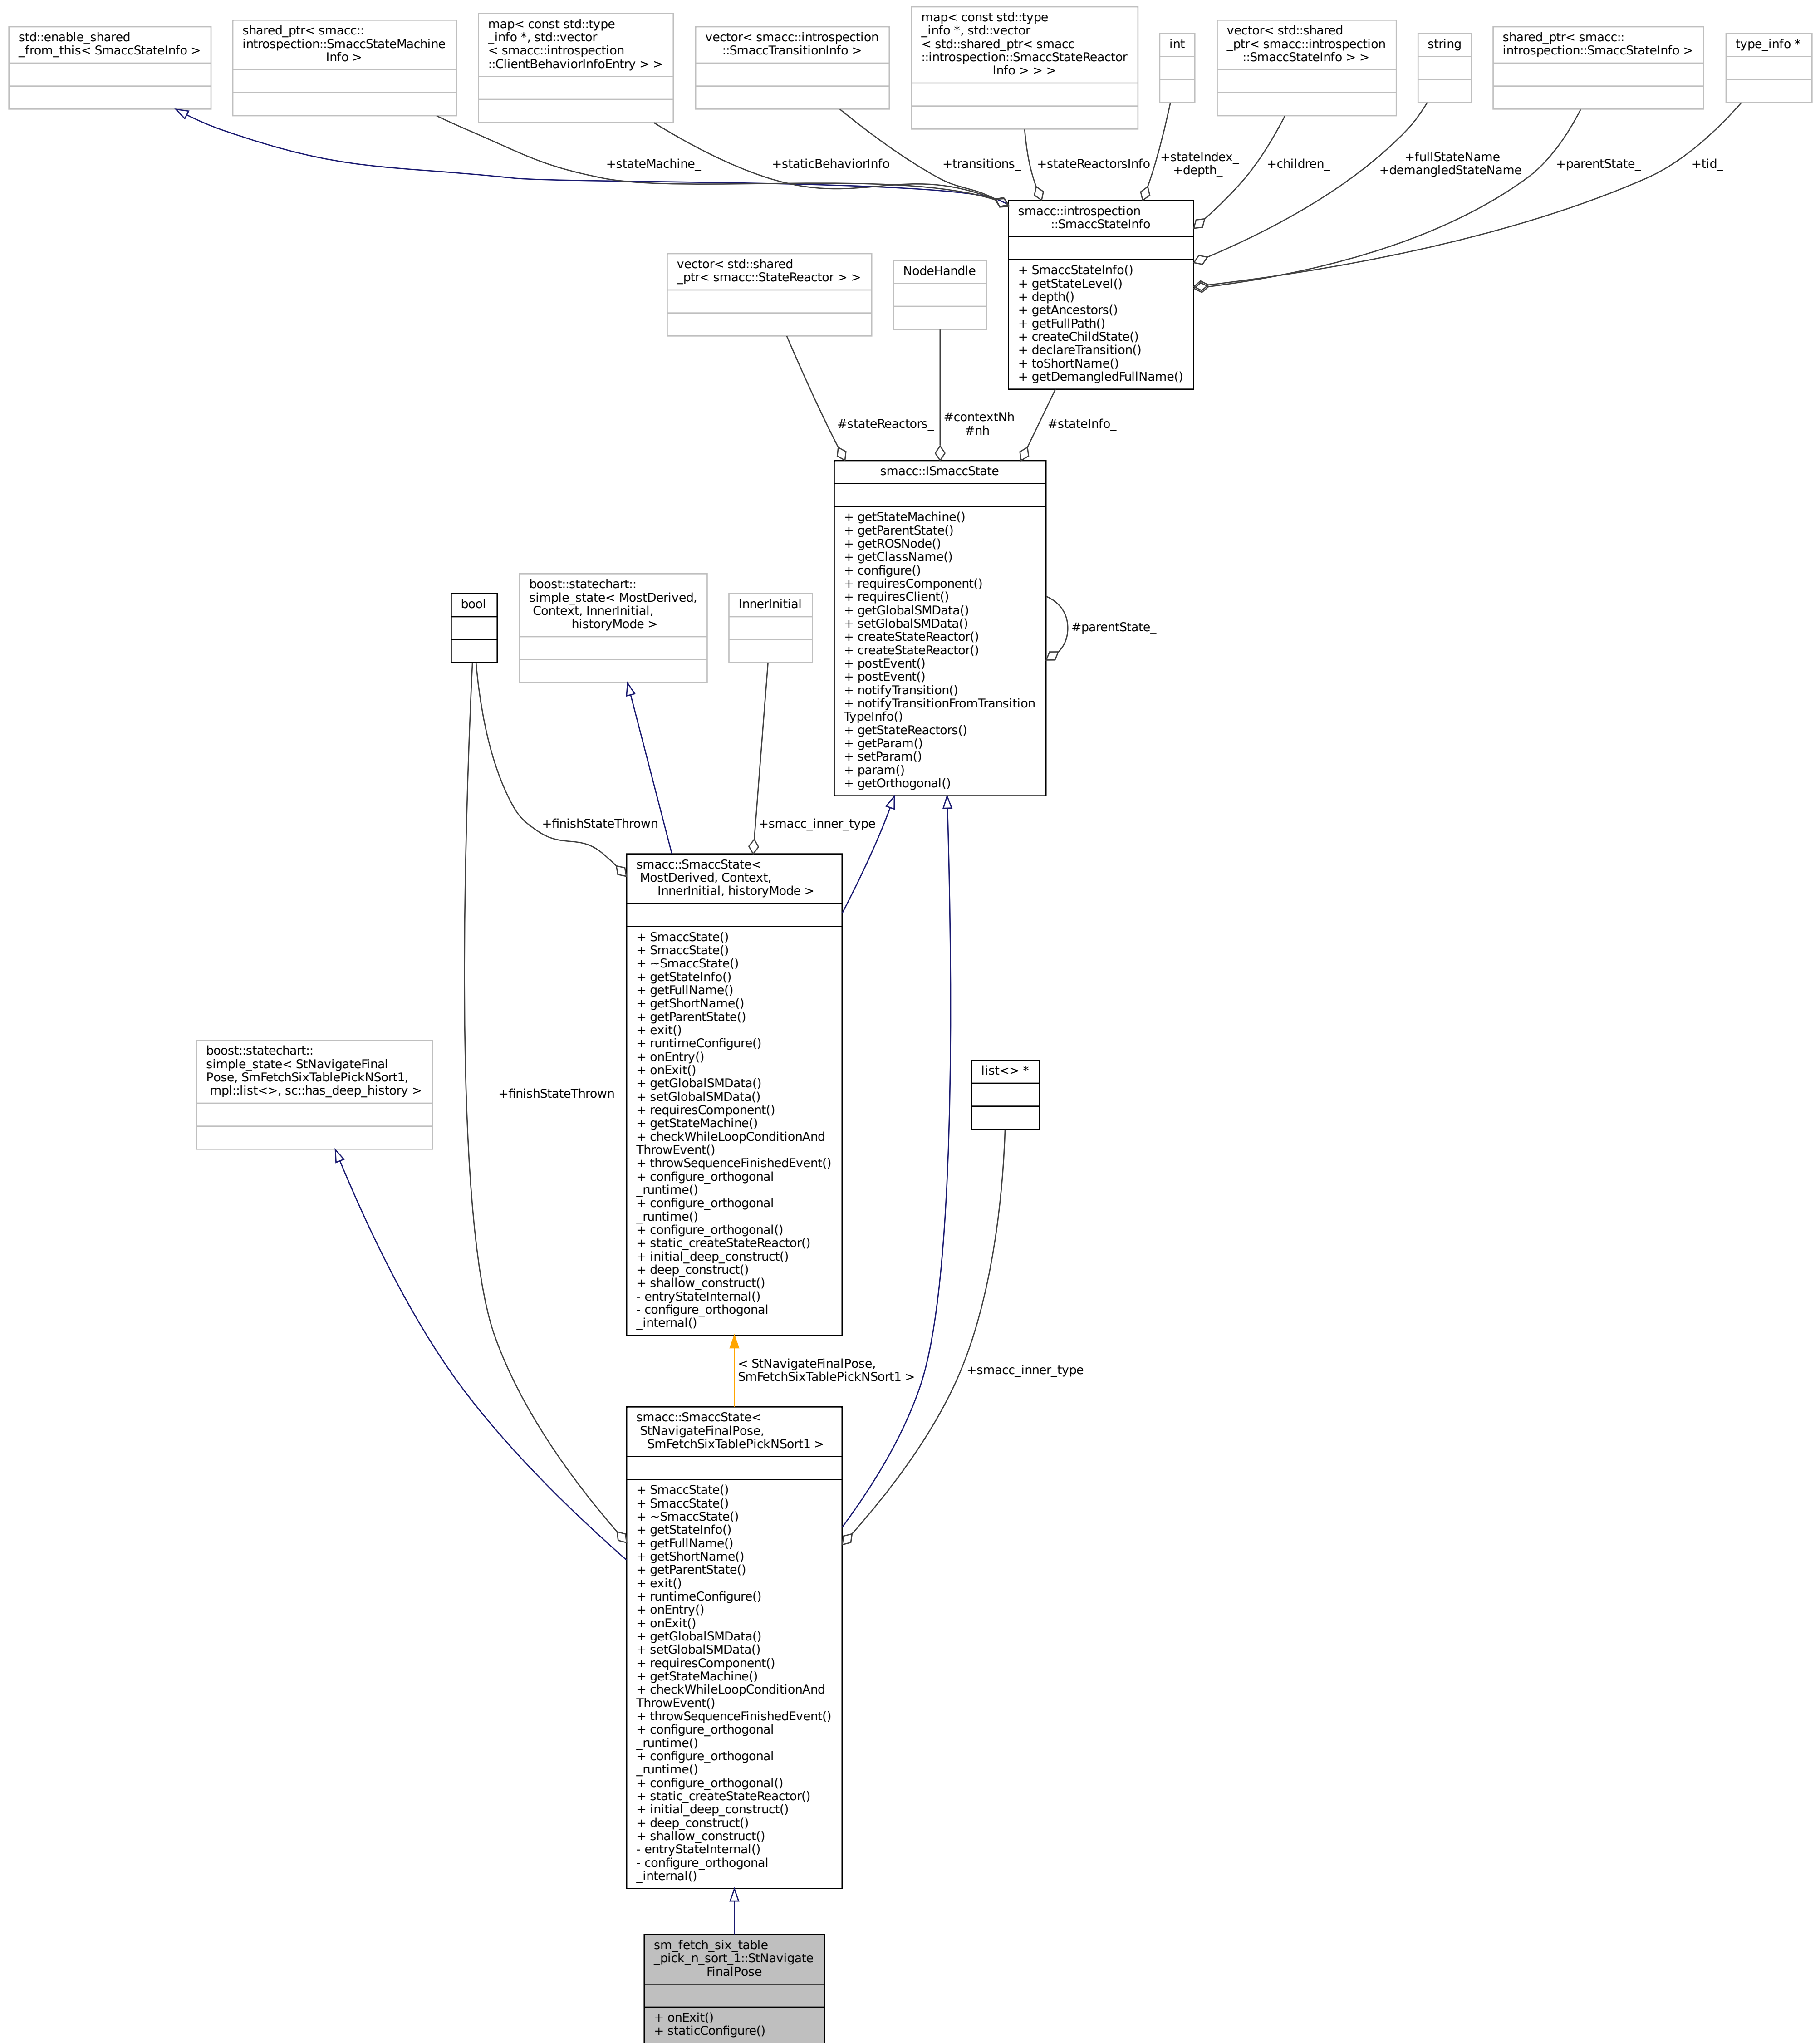 std::enable_shared
_from_this< SmaccStateInfo >
shared_ptr< smacc::
introspection::SmaccStateMachine
Info >
map< const std::type
_info *, std::vector
< smacc::introspection
::ClientBehaviorInfoEntry > >
vector< smacc::introspection
::SmaccTransitionInfo >
map< const std::type
_info *, std::vector
< std::shared_ptr< smacc
::introspection::SmaccStateReactor
Info > > >
int
vector< std::shared
_ptr< smacc::introspection
::SmaccStateInfo > >
string
shared_ptr< smacc::
introspection::SmaccStateInfo >
type_info *
+stateMachine_
+staticBehaviorInfo
+transitions_
+stateReactorsInfo
+stateIndex_
+depth_
+children_
+fullStateName
+demangledStateName
+parentState_
+tid_
smacc::introspection
::SmaccStateInfo
+ SmaccStateInfo()
+ getStateLevel()
+ depth()
+ getAncestors()
+ getFullPath()
+ createChildState()
+ declareTransition()
+ toShortName()
+ getDemangledFullName()
vector< std::shared
_ptr< smacc::StateReactor > >
NodeHandle
#stateReactors_
#contextNh
#nh
#stateInfo_
smacc::ISmaccState
+ getStateMachine()
+ getParentState()
+ getROSNode()
+ getClassName()
+ configure()
+ requiresComponent()
+ requiresClient()
+ getGlobalSMData()
+ setGlobalSMData()
+ createStateReactor()
+ createStateReactor()
+ postEvent()
+ postEvent()
+ notifyTransition()
+ notifyTransitionFromTransition
TypeInfo()
+ getStateReactors()
+ getParam()
+ setParam()
+ param()
+ getOrthogonal()
#parentState_
bool
boost::statechart::
simple_state< MostDerived,
Context, InnerInitial,
historyMode >
InnerInitial
+finishStateThrown
+smacc_inner_type
smacc::SmaccState<
MostDerived, Context,
InnerInitial, historyMode >
+ SmaccState()
+ SmaccState()
+ ~SmaccState()
+ getStateInfo()
+ getFullName()
+ getShortName()
+ getParentState()
+ exit()
+ runtimeConfigure()
+ onEntry()
+ onExit()
+ getGlobalSMData()
+ setGlobalSMData()
+ requiresComponent()
+ getStateMachine()
+ checkWhileLoopConditionAnd
ThrowEvent()
+ throwSequenceFinishedEvent()
+ configure_orthogonal
_runtime()
+ configure_orthogonal
_runtime()
+ configure_orthogonal()
+ static_createStateReactor()
+ initial_deep_construct()
+ deep_construct()
+ shallow_construct()
- entryStateInternal()
- configure_orthogonal
_internal()
boost::statechart::
simple_state< StNavigateFinal
Pose, SmFetchSixTablePickNSort1,
mpl::list<>, sc::has_deep_history >
+finishStateThrown
list<> *
< StNavigateFinalPose,
SmFetchSixTablePickNSort1 >
+smacc_inner_type
smacc::SmaccState<
StNavigateFinalPose,
SmFetchSixTablePickNSort1 >
+ SmaccState()
+ SmaccState()
+ ~SmaccState()
+ getStateInfo()
+ getFullName()
+ getShortName()
+ getParentState()
+ exit()
+ runtimeConfigure()
+ onEntry()
+ onExit()
+ getGlobalSMData()
+ setGlobalSMData()
+ requiresComponent()
+ getStateMachine()
+ checkWhileLoopConditionAnd
ThrowEvent()
+ throwSequenceFinishedEvent()
+ configure_orthogonal
_runtime()
+ configure_orthogonal
_runtime()
+ configure_orthogonal()
+ static_createStateReactor()
+ initial_deep_construct()
+ deep_construct()
+ shallow_construct()
- entryStateInternal()
- configure_orthogonal
_internal()
sm_fetch_six_table
_pick_n_sort_1::StNavigate
FinalPose
+ onExit()
+ staticConfigure()